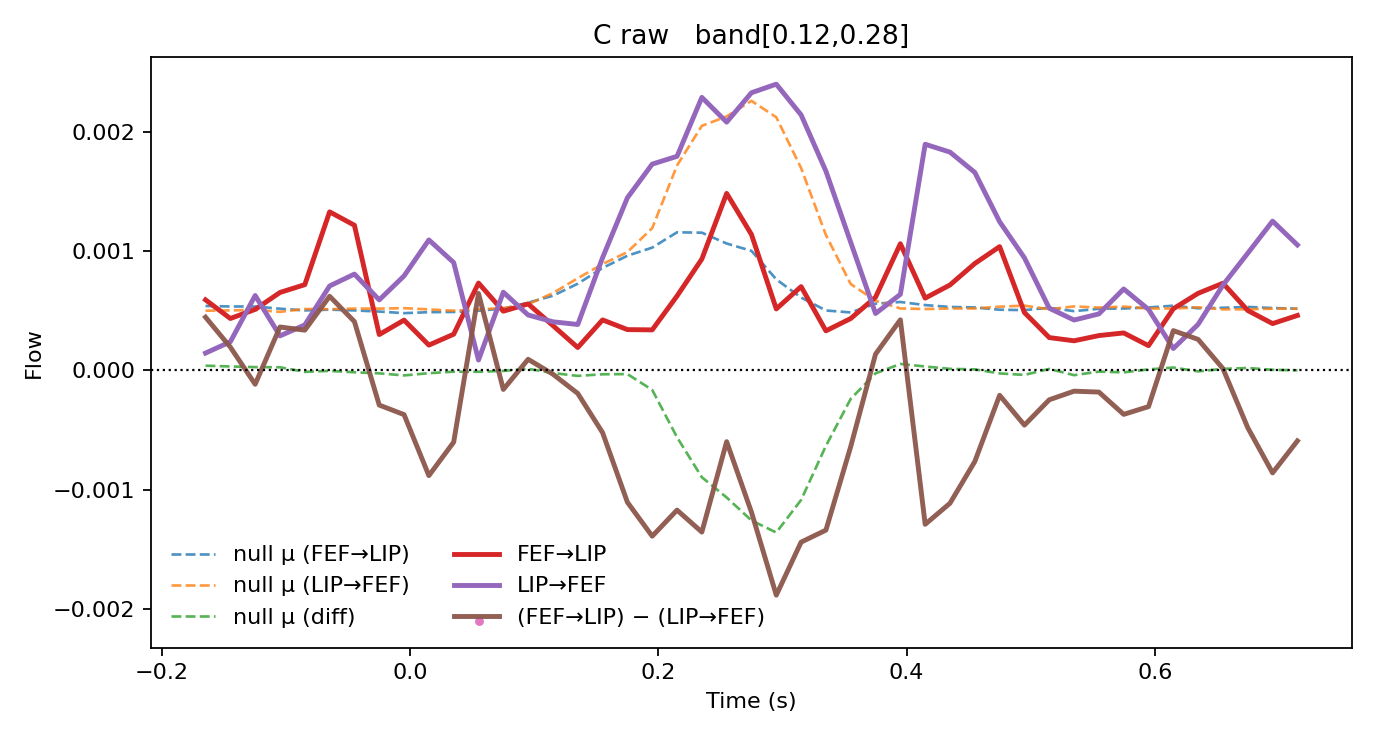 C raw   band[0.12,0.28]
Flow
0.002
0.001
0.000
−0.001
−0.002
null μ (FEF→LIP)
null μ (LIP→FEF)
null μ (diff)
FEF→LIP
LIP→FEF
(FEF→LIP) − (LIP→FEF)
−0.2
0.0
0.2
0.4
0.6
Time (s)